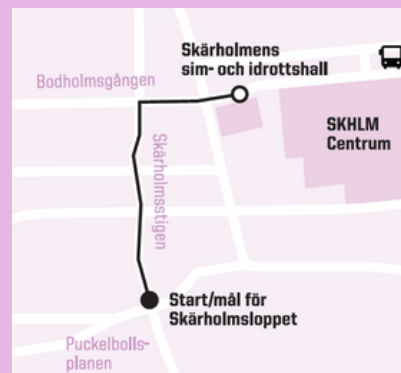 Skärholmens
sim- och idrottshall
Bodholmsgången
SKHLM
Centrum
Skärholmsstigen
Start/mål för
Skärholmsloppet
Puckelbolls-
planen